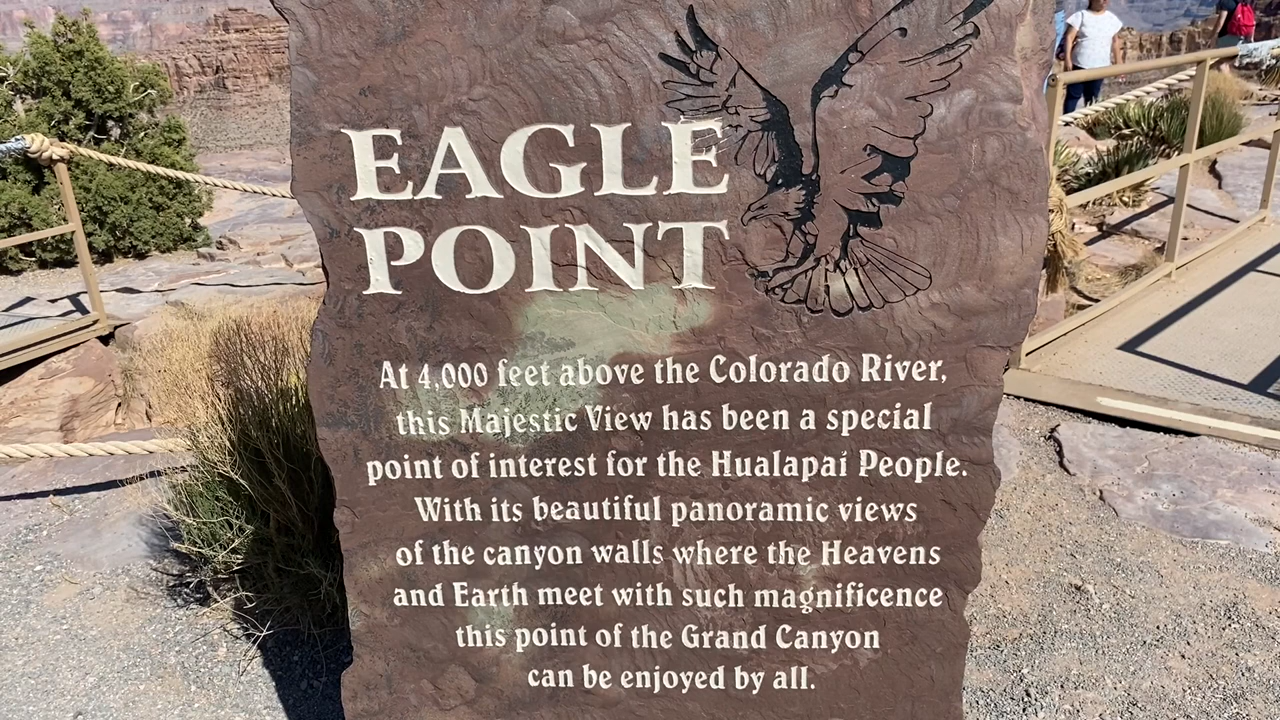 EAGLE
POINT
At 4,000 feet above the Colorado River,
this Majestic View has been a special
point of interest for the Hualapai People.
With its beautiful panoramic views
of the canyon walls where the Heavens
and Earth meet with such magnificence
this point of the Grand Canyon
can be enjoyed by all.